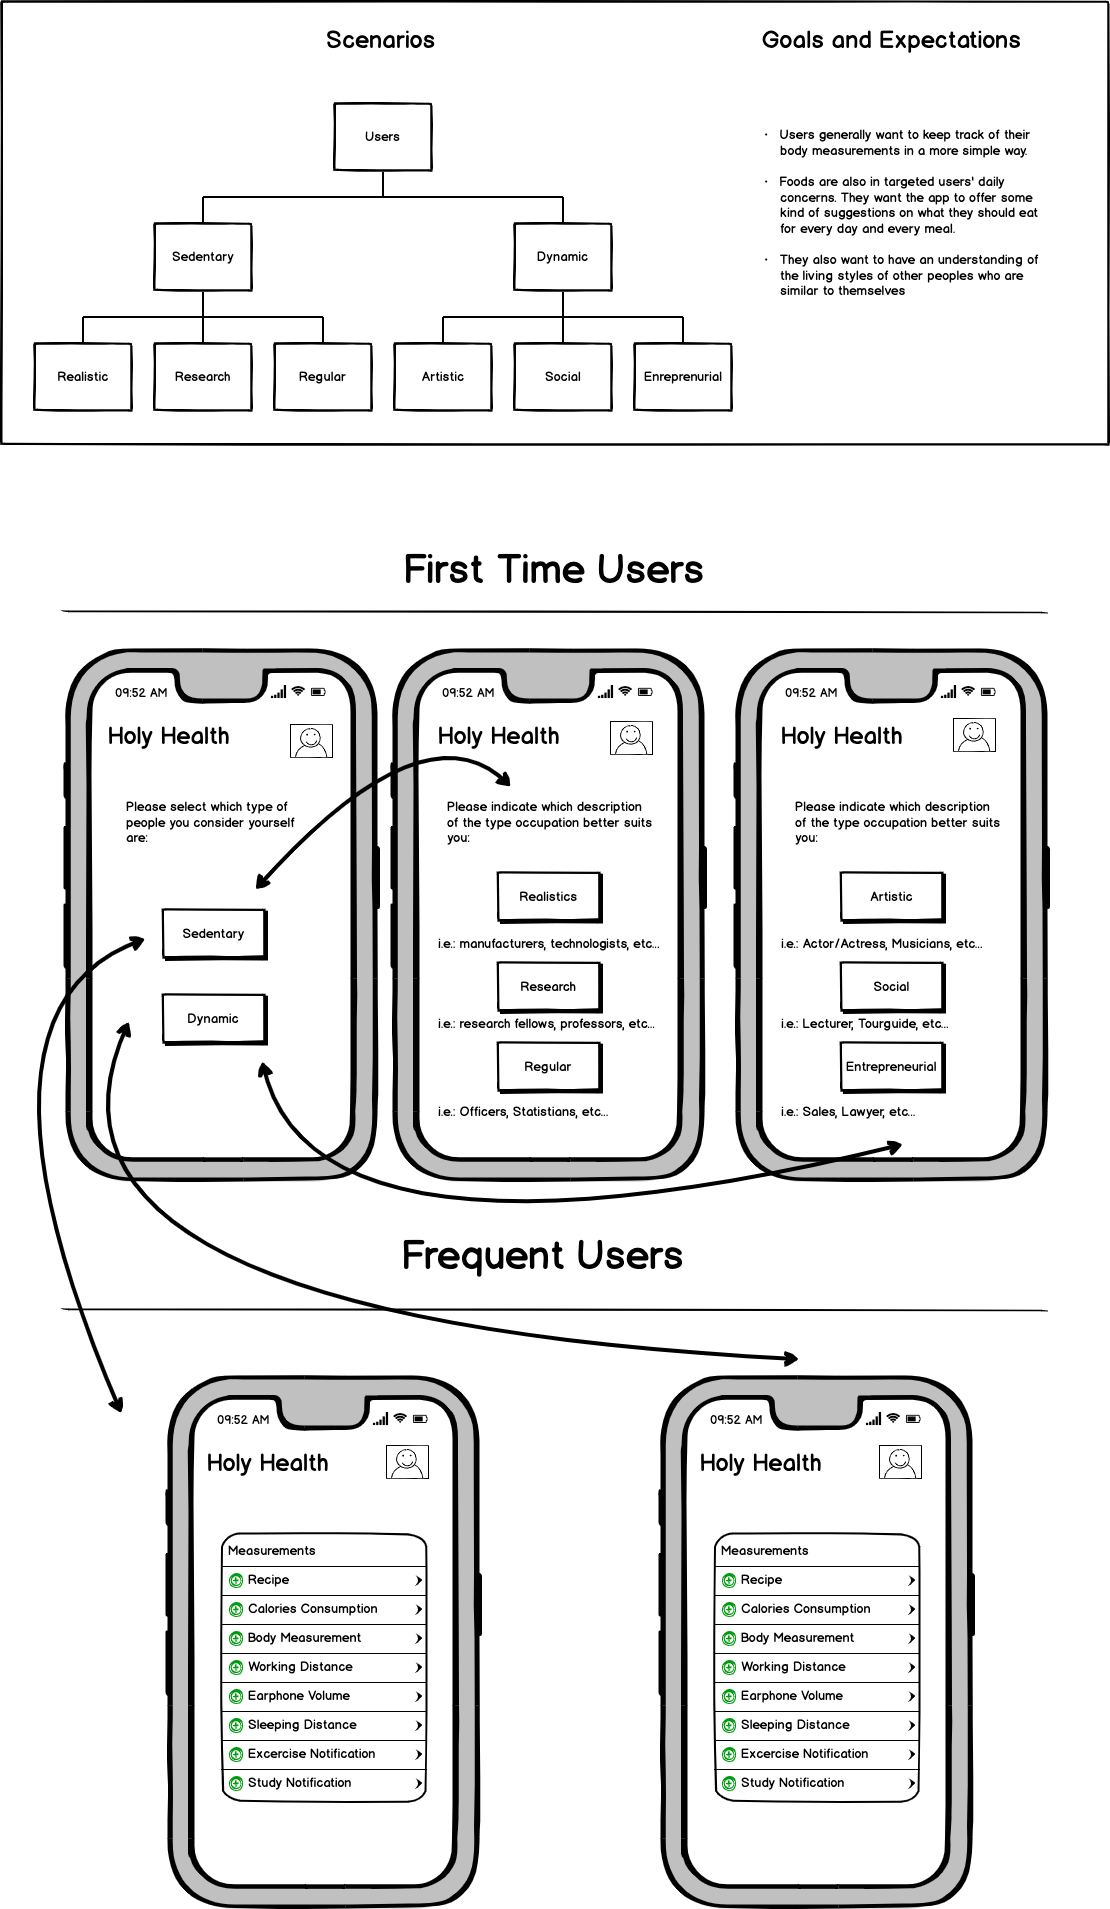 Scenarios
Goals and Expectations
Users
Sedentary
Dynamic
Realistic
Research
Regular
Artistic
Social
Enreprenurial
· Users generally want to keep track of their
body measurements in a more simple way.
· Foods are also in targeted users' daily
concerns. They want the app to offer some
kind of suggestions on what they should eat
for every day and every meal.
· They also want to have an understanding of
the living styles of other peoples who are
similar to themselves
First Time Users
09:52 AM
Holy Health
Please select which type of
people you consider yourself
are:
Sedentary
Dynamic
09:52 AM
Holy Health
Please indicate which description
of the type occupation better suits
you:
Realistics
i.e.: manufacturers, technologists, etc...
Research
i.e.: research fellows, professors, etc...
Regular
i.e.: Officers, Statistians, etc...
09:52 AM
Holy Health
Please indicate which description
of the type occupation better suits
you:
Artistic
i.e.: Actor/Actress, Musicians, etc...
Social
i.e.: Lecturer, Tourguide, etc...
Entrepreneurial
i.e.: Sales, Lawyer, etc...
Frequent Users
09:52 AM
Holy Health
Measurements
Recipe
Calories Consumption
Body Measurement
Working Distance
Earphone Volume
Sleeping Distance
Excercise Notification
Study Notification
09:52 AM
Holy Health
Measurements
Recipe
Calories Consumption
Body Measurement
Working Distance
Earphone Volume
Sleeping Distance
Excercise Notification
Study Notification